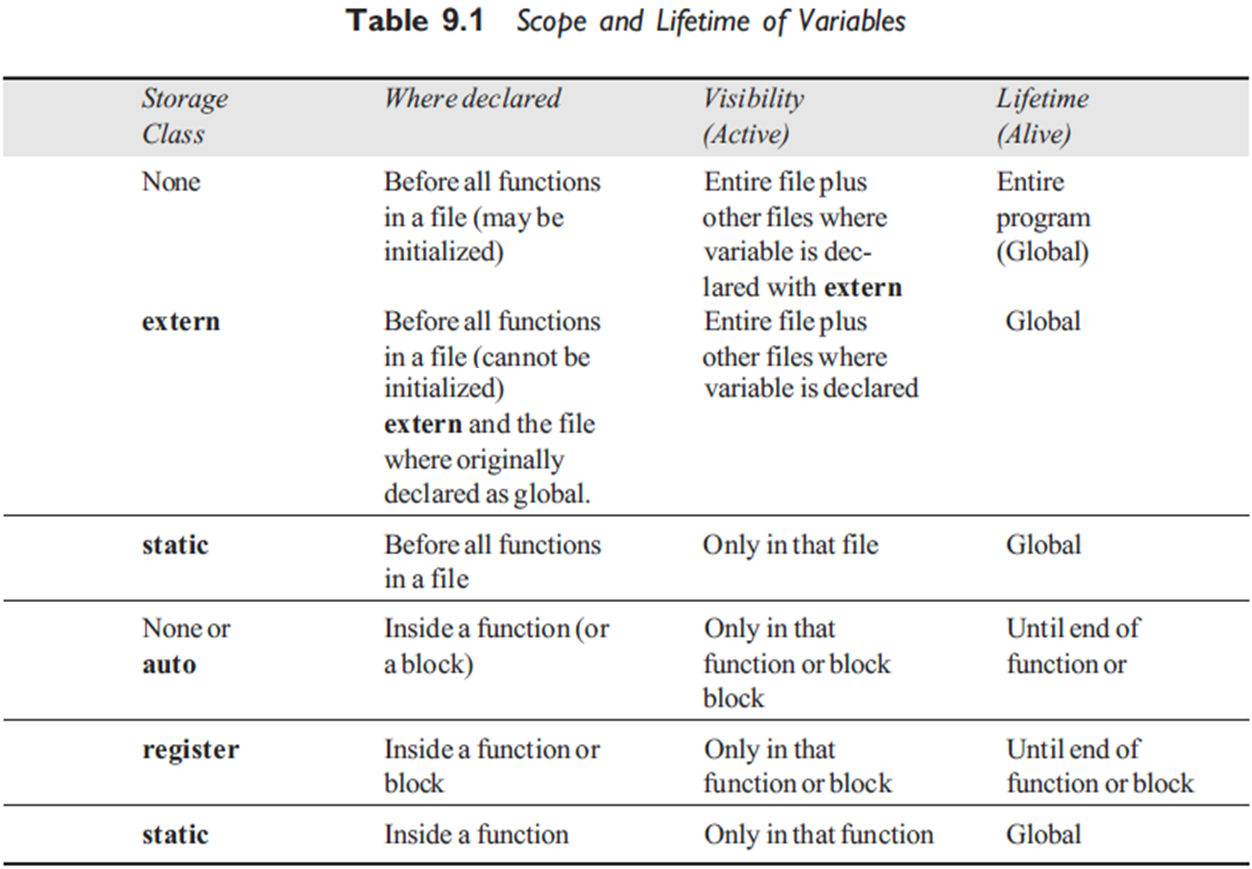 Table 9.1 Scope and Lifetime of Variables
Storage Class
Where declared
Visibility (Active)
Lifetime (Alive)
None
Before all functions
in a file (may be
initialized)
Entire file plus
other files where
variable is dec-
lared with extern
Entire
program
(Global)
extern
Before all functions
in a file (cannot be
initialized)
extern and the file
where originally
declared as global.
Entire file plus
other files where
variable is declared
Global
static
Before all functions
in a file
Only in that file
Global
None or
auto
Inside a function (or
a block)
Only in that
function or block
block
Until end of
function or
register
Inside a function or
block
Only in that
function or block
Until end of
function or block
static
Inside a function
Only in that function
Global